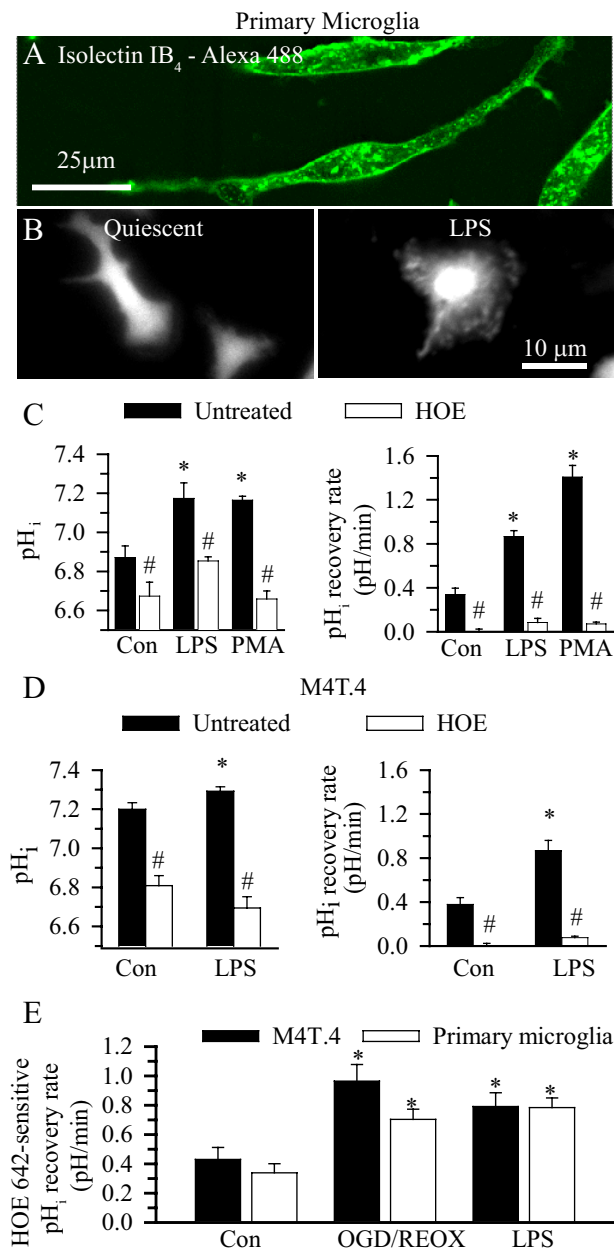 Primary Microglia
A Isolectin IB4 - Alexa 488
25μm
B Quiescent LPS
10 μm
C Untreated HOE
7.4
7.2
7.0
6.8
6.6
pHi
* * 
# # #
Con LPS PMA
1.6
1.2
0.8
0.4
0.0
pHi recovery rate
(pH/min)
* *
# # #
Con LPS PMA
D M4T.4
Untreated HOE
7.4
7.2
7.0
6.8
6.6
pHi
*
# #
Con LPS
1.6
1.2
0.8
0.4
0.0
pHi recovery rate
(pH/min)
*
# #
Con LPS
E M4T.4 Primary microglia
1.2
1.0
0.8
0.6
0.4
0.2
0.0
HOE 642-sensitive
pHi recovery rate
(pH/min)
* * * *
Con OGD/REOX LPS